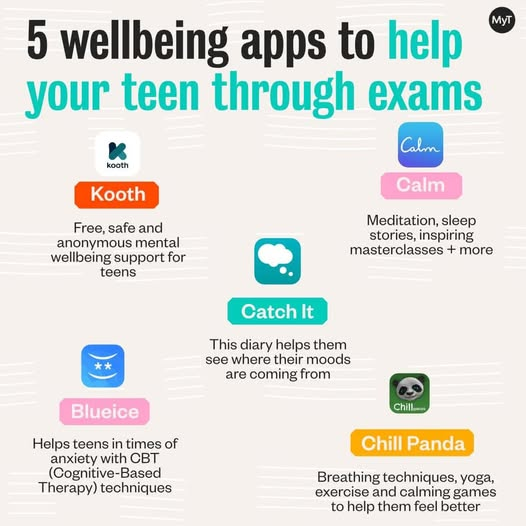 MyT
5 wellbeing apps to help
your teen through exams
kooth
Kooth
Free, safe and
anonymous mental
wellbeing support for
teens
Calm
Calm
Meditation, sleep
stories, inspiring
masterclasses + more
Catch It
This diary helps them
see where their moods
are coming from
Blueice
Helps teens in times of
anxiety with CBT
(Cognitive-Based
Therapy) techniques
Chill
Chill Panda
Breathing techniques, yoga,
exercise and calming games
to help them feel better